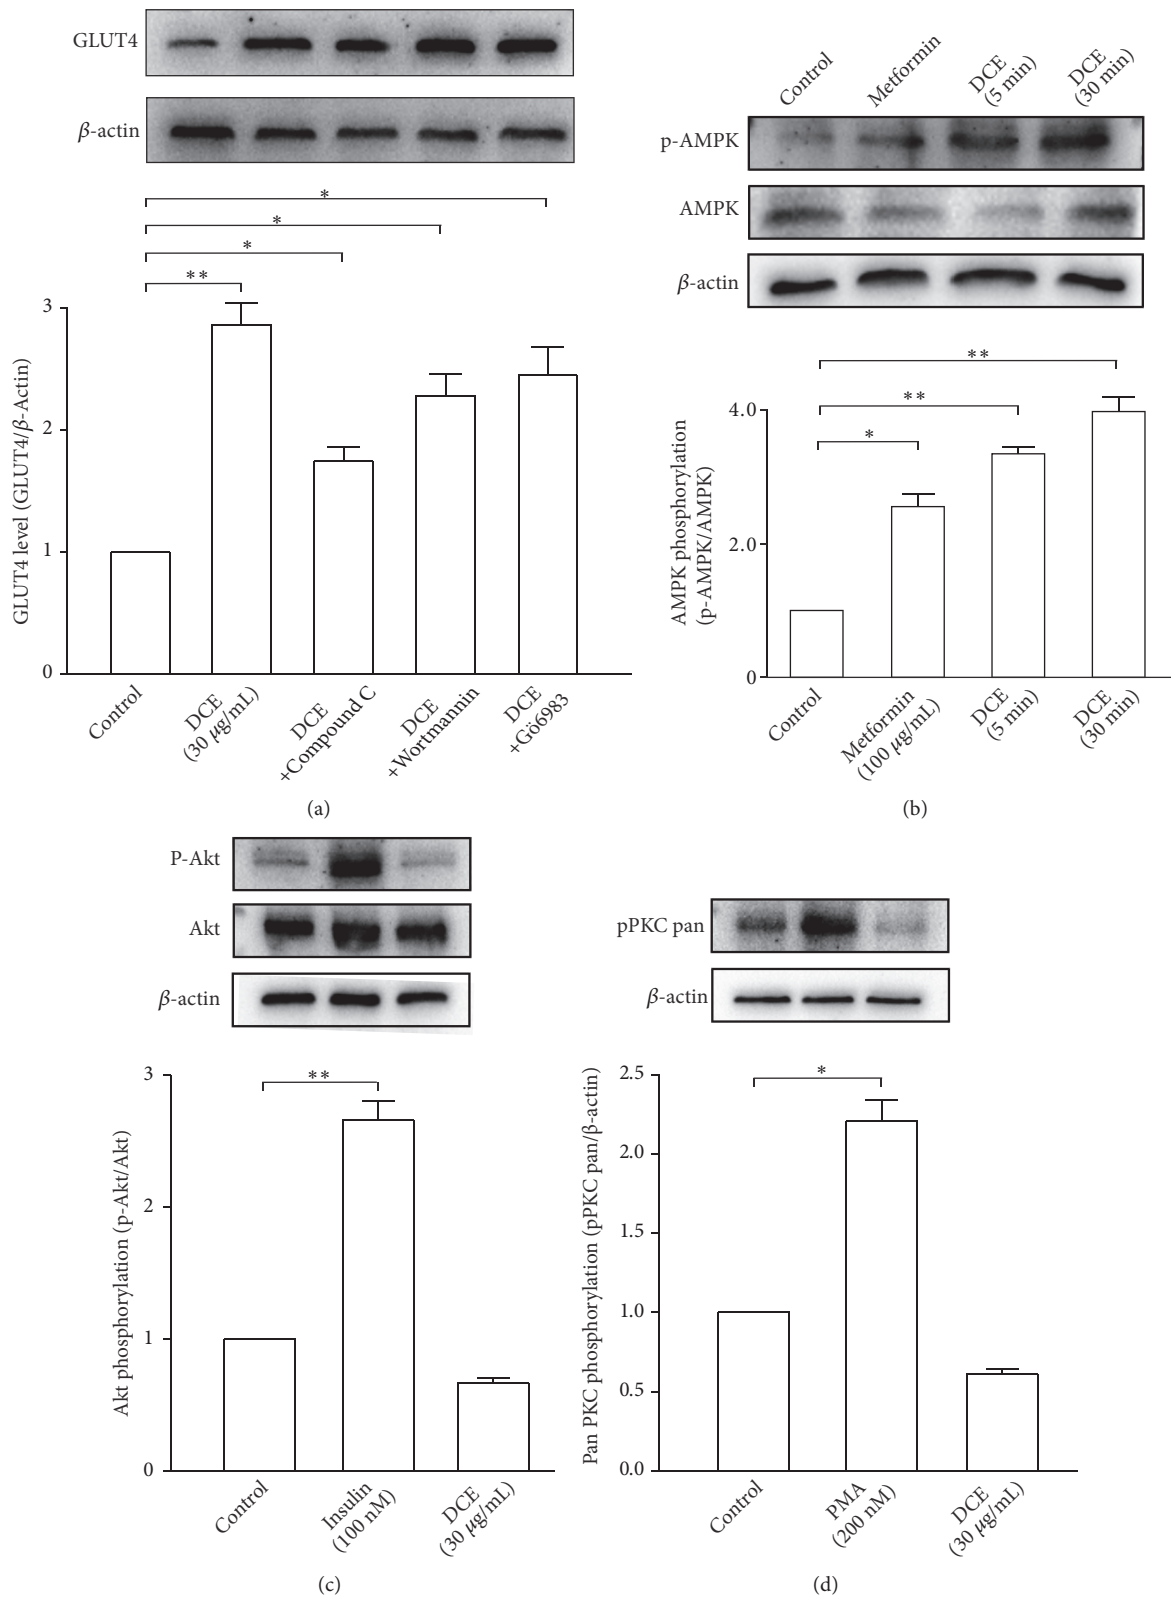 GLUT4
β-actin
*
*
*
**
3
2
1
0
GLUT4 level (GLUT4/β-Actin)
Control
DCE
(30 μg/mL)
DCE
+Compound C
DCE
+Wortmannin
DCE
+Gö6983
(a)
Control
Metformin
DCE
(5 min)
DCE
(30 min)
p-AMPK
AMPK
β-actin
**
**
*
4.0
2.0
0
AMPK phosphorylation
(p-AMPK/AMPK)
Control
Metformin
(100 μg/mL)
DCE
(5 min)
DCE
(30 min)
(b)
P-Akt
Akt
β-actin
**
3
2
1
0
Akt phosphorylation (p-Akt/Akt)
Control
Insulin
(100 nM)
DCE
(30 μg/mL)
(c)
pPKC pan
β-actin
*
2.5
2.0
1.5
1.0
0.5
0.0
Pan PKC phosphorylation (pPKC pan/β-actin)
Control
PMA
(200 nM)
DCE
(30 μg/mL)
(d)